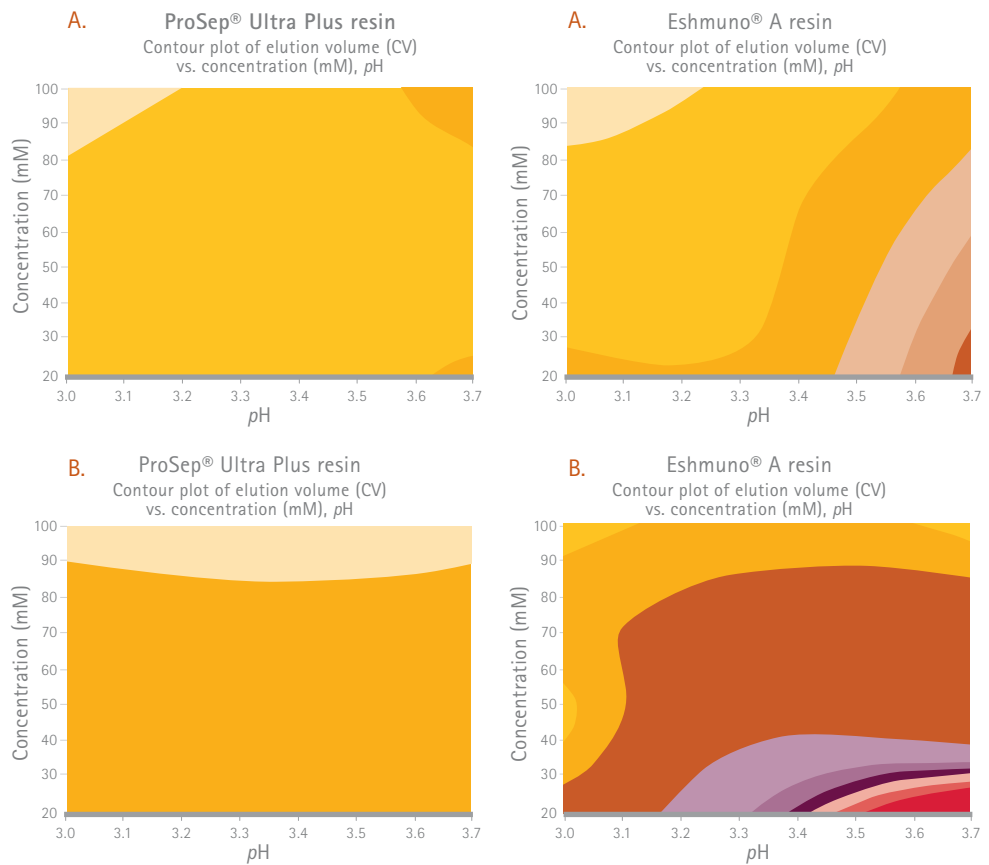 A.
ProSep® Ultra Plus resin
Contour plot of elution volume (CV)
vs. concentration (mM), pH
Concentration (mM)
100
90
80
70
60
50
40
30
20
3.0 3.1 3.2 3.3 3.4 3.5 3.6 3.7
pH
A.
Eshmuno® A resin
Contour plot of elution volume (CV)
vs. concentration (mM), pH
Concentration (mM)
100
90
80
70
60
50
40
30
20
3.0 3.1 3.2 3.3 3.4 3.5 3.6 3.7
pH
B.
ProSep® Ultra Plus resin
Contour plot of elution volume (CV)
vs. concentration (mM), pH
Concentration (mM)
100
90
80
70
60
50
40
30
20
3.0 3.1 3.2 3.3 3.4 3.5 3.6 3.7
pH
B.
Eshmuno® A resin
Contour plot of elution volume (CV)
vs. concentration (mM), pH
Concentration (mM)
100
90
80
70
60
50
40
30
20
3.0 3.1 3.2 3.3 3.4 3.5 3.6 3.7
pH